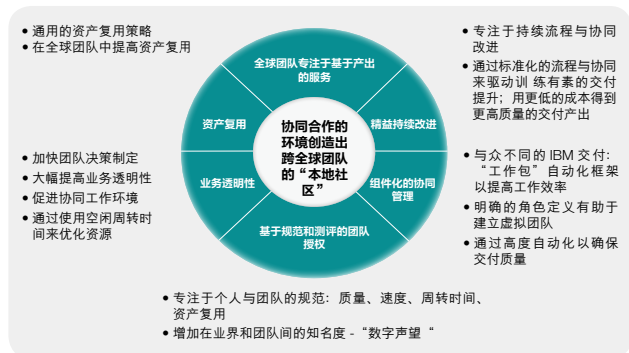 • 通用的资产复用策略
• 在全球团队中提高资产复用
• 专注于持续流程与协同
改进
• 通过标准化的流程与协同
来驱动训 练有素的交付
提升；用更低的成本得到
更高质量的交付产出
全球团队专注于基于产出
的服务
资产复用
精益持续改进
协同合作的
环境创造出
跨全球团队
的“本地社
区”
业务透明性
组件化的协同
管理
基于规范和测评的团队
授权
• 加快团队决策制定
• 大幅提高业务透明性
• 促进协同工作环境
• 通过使用空闲周转时
间来优化资源
• 与众不同的 IBM 交付：
“工作包”自动化框架
以提高工作效率
• 明确的角色定义有助于
建立虚拟团队
• 通过高度自动化以确保
交付质量
• 专注于个人与团队的规范：质量、速度、周转时间、
资产复用
• 增加在业界和团队间的知名度 -“数字声望“